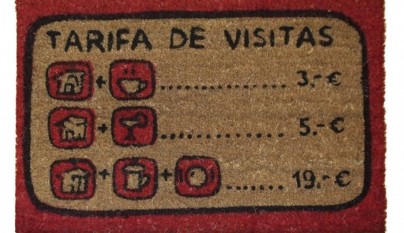 TARIFA DE VISITAS
+ ............... 3.-€
+ ............... 5.-€
+ + ....... 19.-€